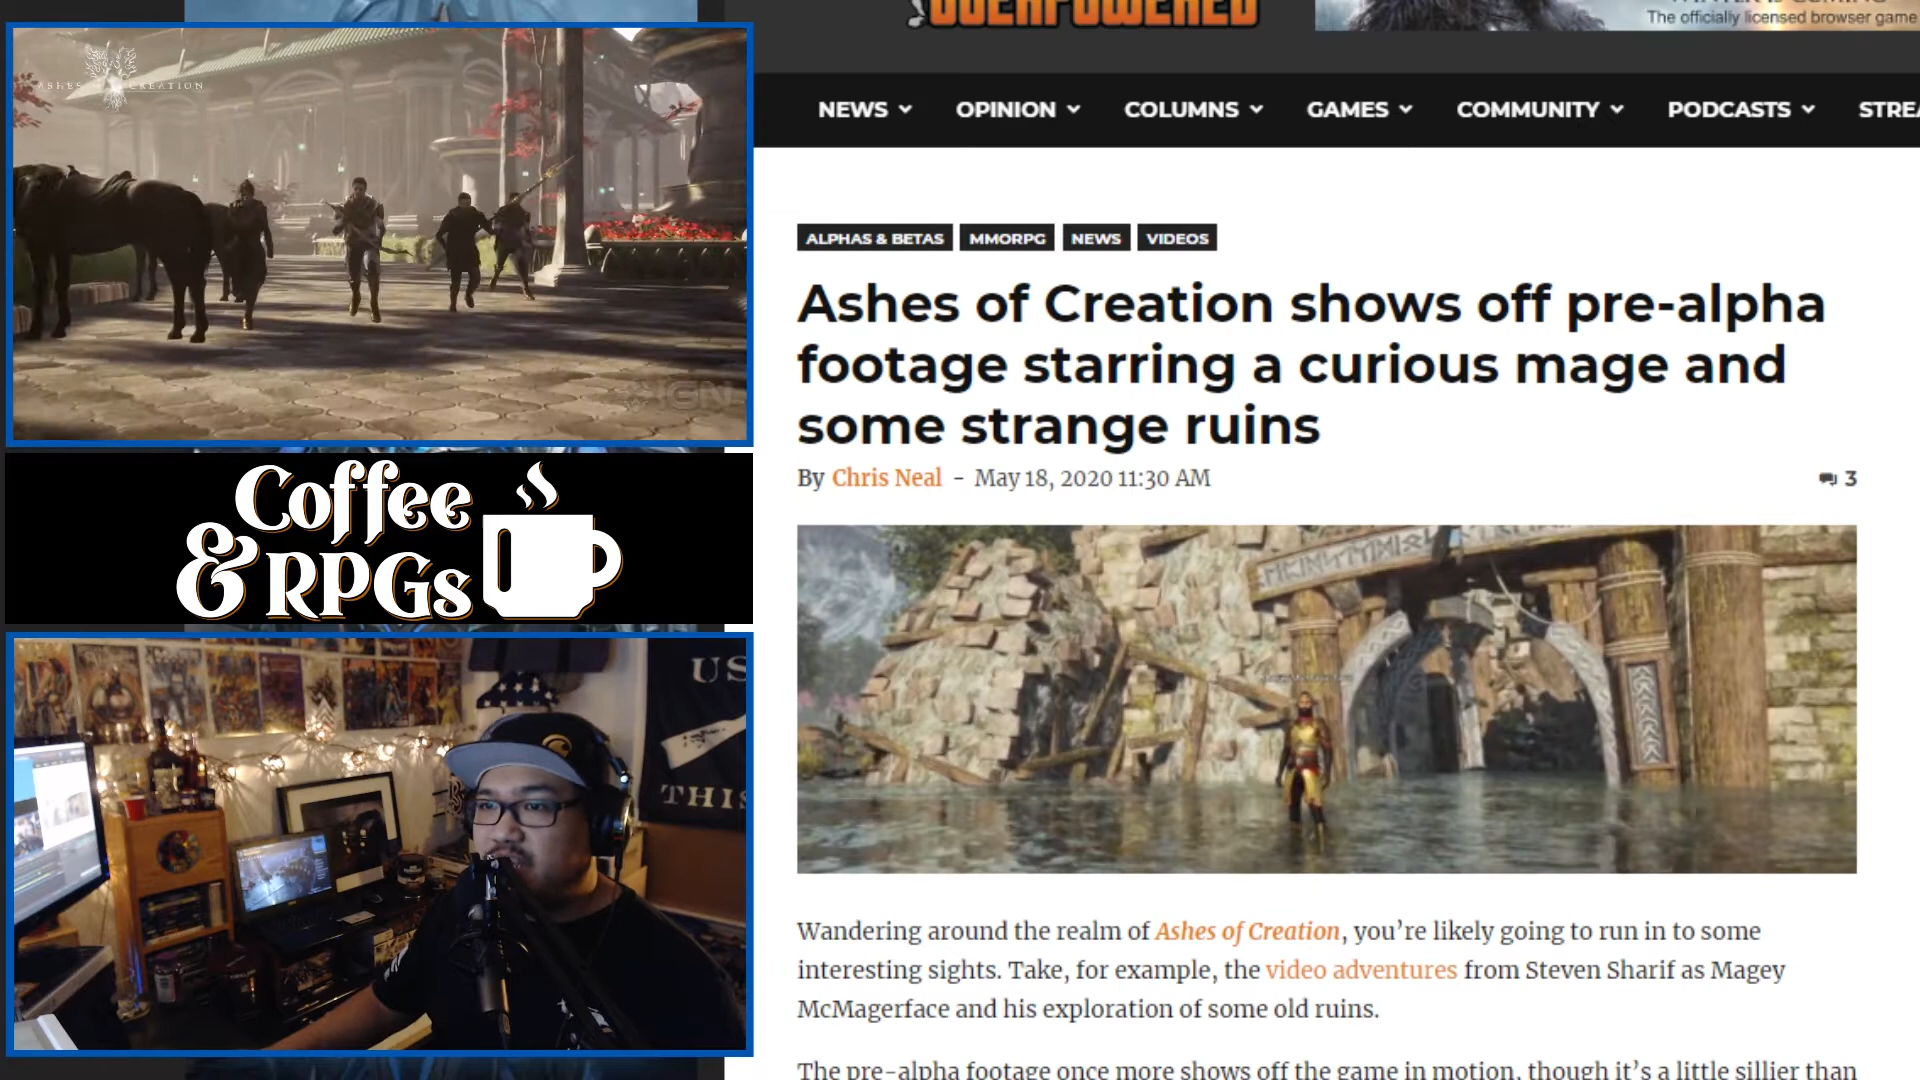 OVERPOWERED
WINTER IS COMING
The officially licensed browser game
NEWS OPINION COLUMNS GAMES COMMUNITY PODCASTS STREA
ASHES CREATION
IGN
ALPHAS & BETAS MMORPG NEWS VIDEOS
Ashes of Creation shows off pre-alpha
footage starring a curious mage and
some strange ruins
By Chris Neal - May 18, 2020 11:30 AM
3
Coffee
& RPGs
US
THIS
Wandering around the realm of Ashes of Creation, you're likely going to run in to some
interesting sights. Take, for example, the video adventures from Steven Sharif as Magey
McMagerface and his exploration of some old ruins.
The pre-alpha footage once more shows off the game in motion, though it's a little sillier than